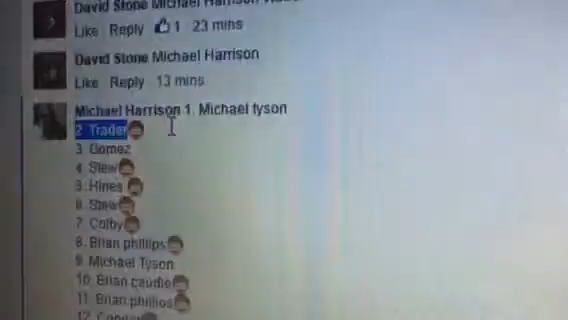 David Stone Michael Harrison
Like Reply 1 23 mins
David Stone Michael Harrison
Like Reply 13 mins
Michael Harrison 1. Michael tyson
2. Trader
3. Gomez
4. Stew
5. Hines
6. Stew
7. Colby
8. Brian phillips
9. Michael Tyson
10. Brian caudle
11. Brian phillips
12.